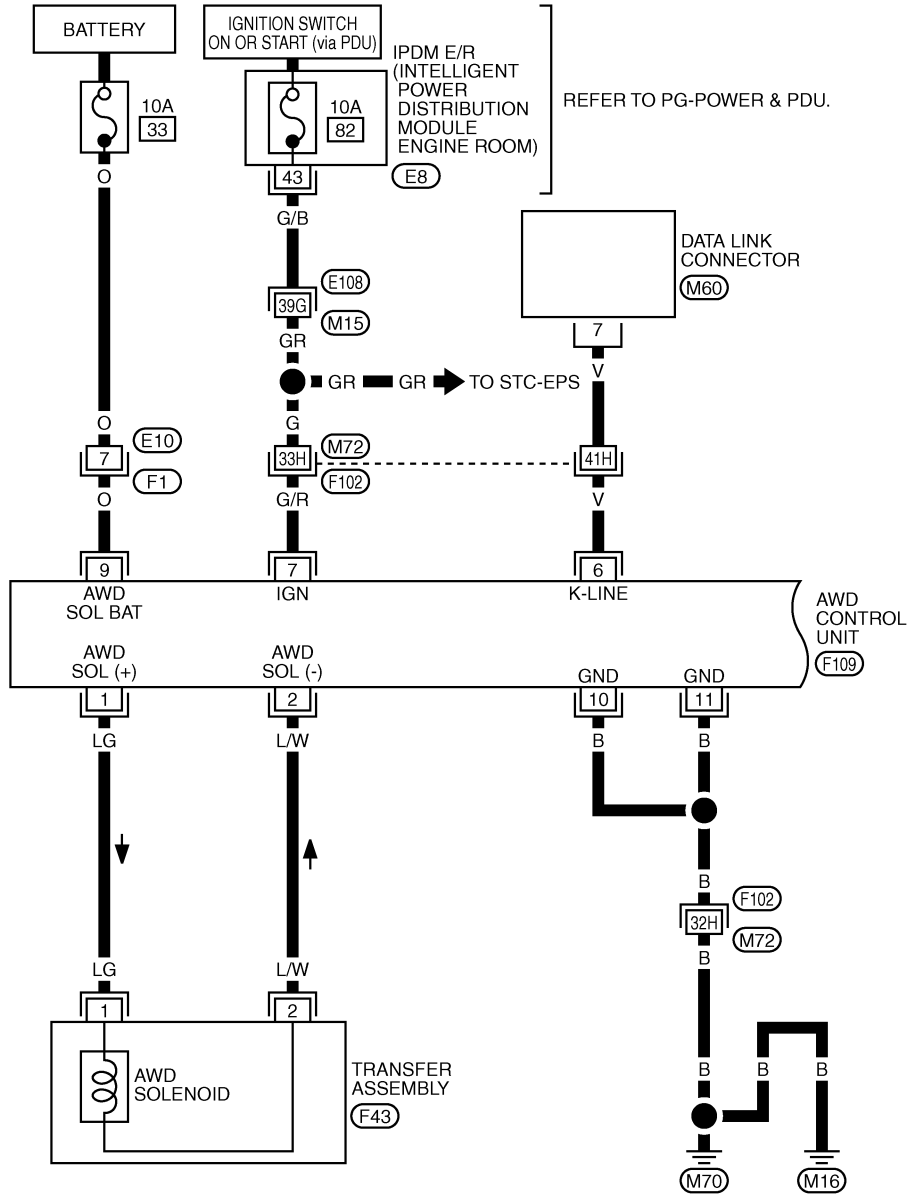 BATTERY
IGNITION SWITCH
ON OR START (via PDU)
IPDM E/R
(INTELLIGENT
POWER
DISTRIBUTION
MODULE
ENGINE ROOM)
E8
REFER TO PG-POWER & PDU.
10A
33
10A
82
O
43
G/B
DATA LINK
CONNECTOR
M60
E108
39G
M15
7
GR
V
GR
GR
TO STC-EPS
O
G
E10
M72
7
33H
41H
F1
F102
O
G/R
V
9
7
6
AWD
SOL BAT
IGN
K-LINE
AWD
CONTROL
UNIT
F109
AWD
SOL (+)
AWD
SOL (-)
GND
GND
1
2
10
11
LG
L/W
B
B
B
F102
32H
M72
B
LG
L/W
1
2
AWD
SOLENOID
TRANSFER
ASSEMBLY
F43
B
B
B
M70
M16